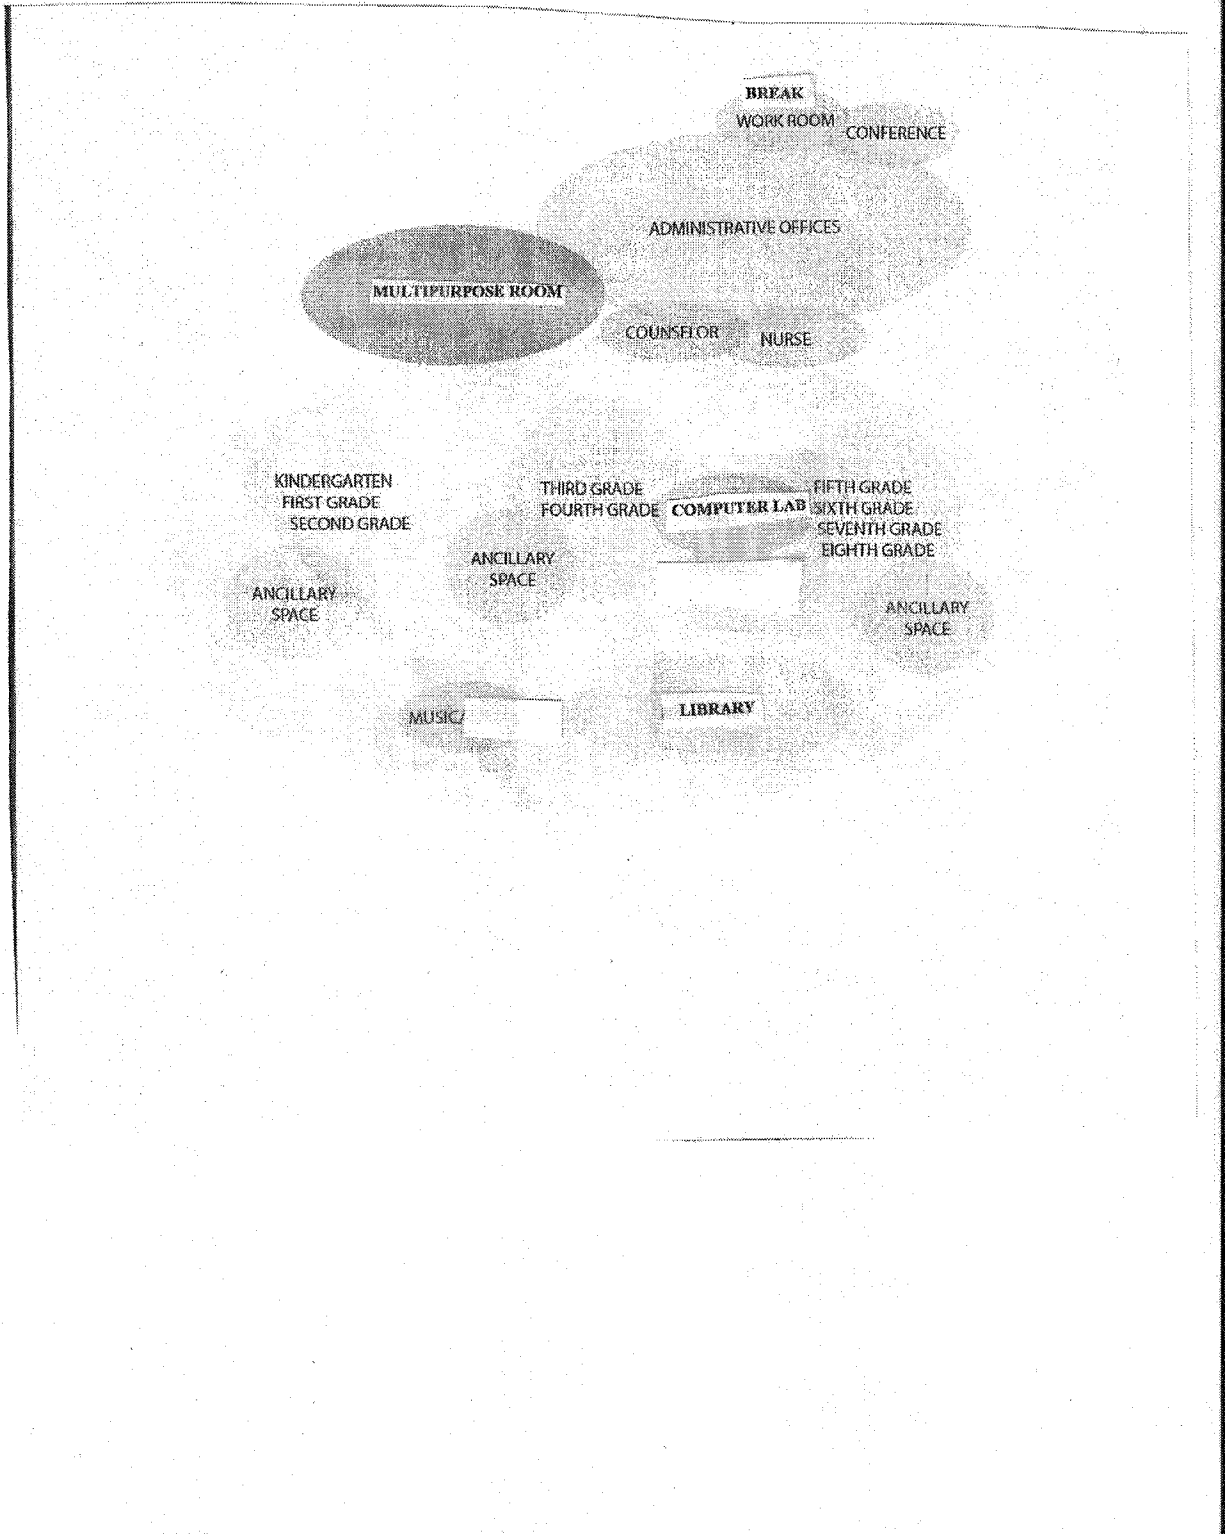 BREAK
WORK ROOM
CONFERENCE
ADMINISTRATIVE OFFICES
MULTIPURPOSE ROOM
COUNSELOR
NURSE
KINDERGARTEN
FIRST GRADE
SECOND GRADE
THIRD GRADE
FOURTH GRADE
COMPUTER LAB
FIFTH GRADE
SIXTH GRADE
SEVENTH GRADE
EIGHTH GRADE
ANCILLARY
SPACE
ANCILLARY
SPACE
ANCILLARY
SPACE
MUSIC/
LIBRARY